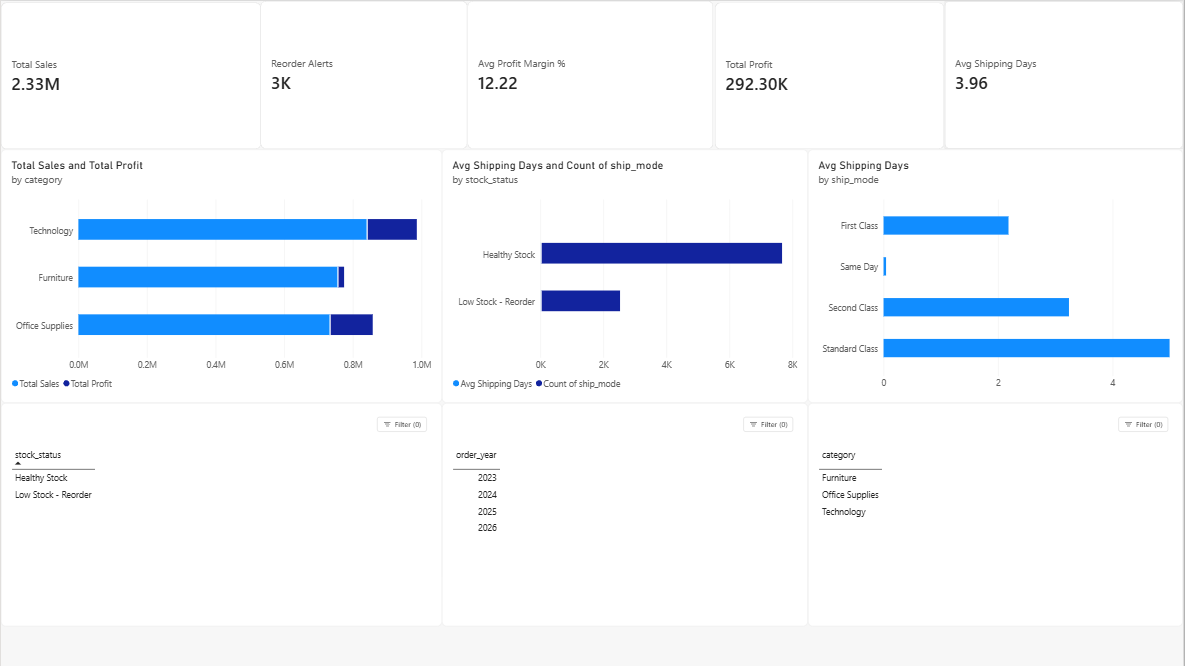 Total Sales
2.33M
Reorder Alerts
3K
Avg Profit Margin %
12.22
Total Profit
292.30K
Avg Shipping Days
3.96
Total Sales and Total Profit
by category
Technology
Furniture
Office Supplies
0.0M 0.2M 0.4M 0.6M 0.8M 1.0M
Total Sales Total Profit
Avg Shipping Days and Count of ship_mode
by stock_status
Healthy Stock
Low Stock - Reorder
0K 2K 4K 6K 8K
Avg Shipping Days Count of ship_mode
Avg Shipping Days
by ship_mode
First Class
Same Day
Second Class
Standard Class
0 2 4
Filter (0)
stock_status
Healthy Stock
Low Stock - Reorder
Filter (0)
order_year
2023
2024
2025
2026
Filter (0)
category
Furniture
Office Supplies
Technology